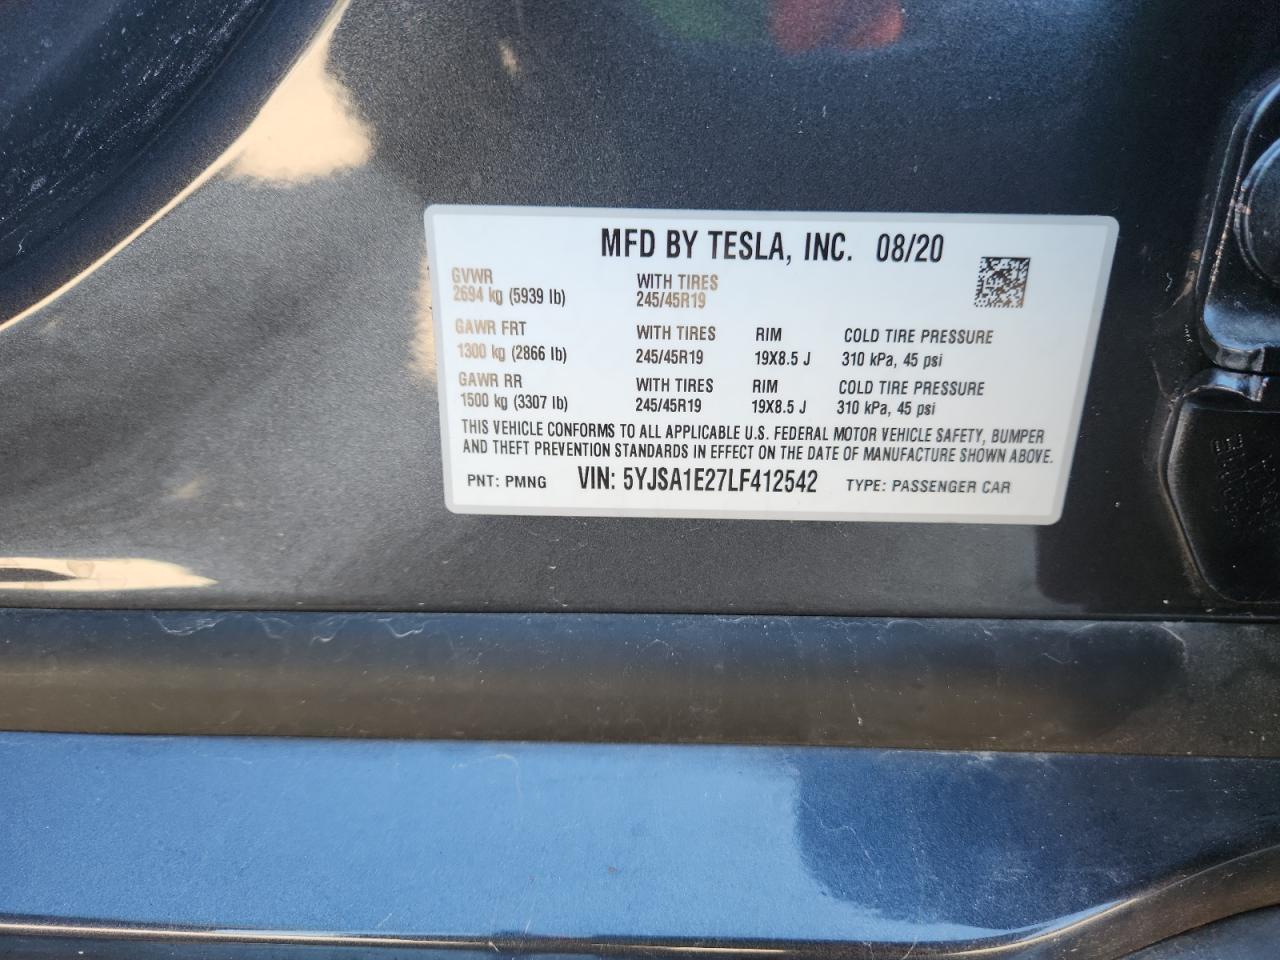 MFD BY TESLA, INC. 08/20
GVWR WITH TIRES
2694 kg (5939 lb) 245/45R19
GAWR FRT WITH TIRES RIM COLD TIRE PRESSURE
1300 kg (2866 lb) 245/45R19 19X8.5 J 310 kPa, 45 psi
GAWR RR WITH TIRES RIM COLD TIRE PRESSURE
1500 kg (3307 lb) 245/45R19 19X8.5 J 310 kPa, 45 psi
THIS VEHICLE CONFORMS TO ALL APPLICABLE U.S. FEDERAL MOTOR VEHICLE SAFETY, BUMPER
AND THEFT PREVENTION STANDARDS IN EFFECT ON THE DATE OF MANUFACTURE SHOWN ABOVE.
PNT: PMNG VIN: 5YJSA1E27LF412542 TYPE: PASSENGER CAR